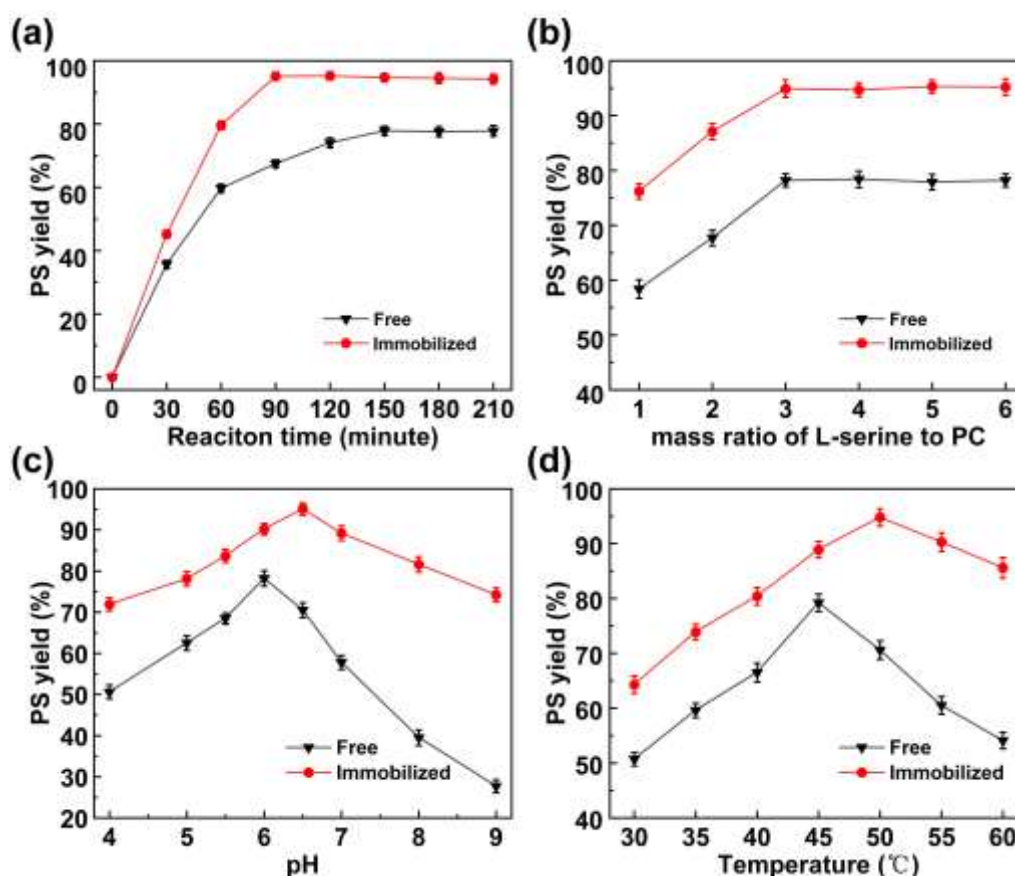 (a)
PS yield (%)
100
80
60
40
20
0
Free
Immobilized
0 30 60 90 120 150 180 210
Reaciton time (minute)
(b)
PS yield (%)
100
90
80
70
60
50
40
Free
Immobilized
1 2 3 4 5 6
mass ratio of L-serine to PC
(c)
PS yield (%)
100
90
80
70
60
50
40
30
20
Free
Immobilized
4 5 6 7 8 9
pH
(d)
PS yield (%)
100
90
80
70
60
50
40
Free
Immobilized
30 35 40 45 50 55 60
Temperature (℃)